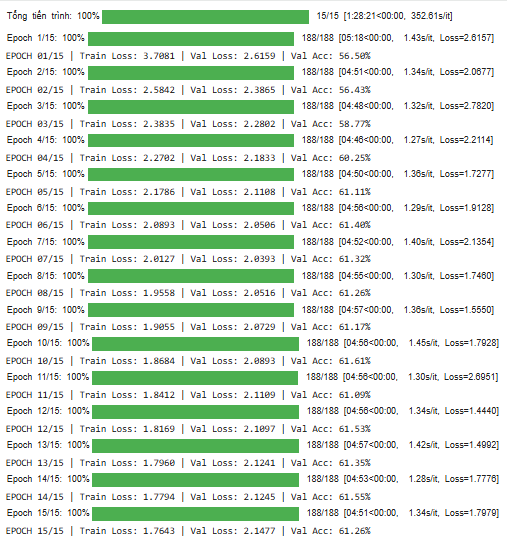 Tổng tiến trình: 100% 15/15 [1:28:21<00:00, 352.61s/it]
Epoch 1/15: 100% 188/188 [05:18<00:00, 1.43s/it, Loss=2.6157]
EPOCH 01/15 | Train Loss: 3.7081 | Val Loss: 2.6159 | Val Acc: 56.50%
Epoch 2/15: 100% 188/188 [04:51<00:00, 1.34s/it, Loss=2.0677]
EPOCH 02/15 | Train Loss: 2.5842 | Val Loss: 2.3865 | Val Acc: 56.43%
Epoch 3/15: 100% 188/188 [04:48<00:00, 1.32s/it, Loss=2.7820]
EPOCH 03/15 | Train Loss: 2.3835 | Val Loss: 2.2802 | Val Acc: 58.77%
Epoch 4/15: 100% 188/188 [04:46<00:00, 1.27s/it, Loss=2.2114]
EPOCH 04/15 | Train Loss: 2.2702 | Val Loss: 2.1833 | Val Acc: 60.25%
Epoch 5/15: 100% 188/188 [04:50<00:00, 1.36s/it, Loss=1.7277]
EPOCH 05/15 | Train Loss: 2.1786 | Val Loss: 2.1108 | Val Acc: 61.11%
Epoch 6/15: 100% 188/188 [04:56<00:00, 1.29s/it, Loss=1.9128]
EPOCH 06/15 | Train Loss: 2.0893 | Val Loss: 2.0506 | Val Acc: 61.40%
Epoch 7/15: 100% 188/188 [04:52<00:00, 1.40s/it, Loss=2.1354]
EPOCH 07/15 | Train Loss: 2.0127 | Val Loss: 2.0393 | Val Acc: 61.32%
Epoch 8/15: 100% 188/188 [04:55<00:00, 1.30s/it, Loss=1.7460]
EPOCH 08/15 | Train Loss: 1.9558 | Val Loss: 2.0516 | Val Acc: 61.26%
Epoch 9/15: 100% 188/188 [04:57<00:00, 1.36s/it, Loss=1.5550]
EPOCH 09/15 | Train Loss: 1.9055 | Val Loss: 2.0729 | Val Acc: 61.17%
Epoch 10/15: 100% 188/188 [04:56<00:00, 1.45s/it, Loss=1.7928]
EPOCH 10/15 | Train Loss: 1.8684 | Val Loss: 2.0893 | Val Acc: 61.61%
Epoch 11/15: 100% 188/188 [04:56<00:00, 1.30s/it, Loss=2.6951]
EPOCH 11/15 | Train Loss: 1.8412 | Val Loss: 2.1109 | Val Acc: 61.09%
Epoch 12/15: 100% 188/188 [04:56<00:00, 1.34s/it, Loss=1.4440]
EPOCH 12/15 | Train Loss: 1.8169 | Val Loss: 2.1097 | Val Acc: 61.53%
Epoch 13/15: 100% 188/188 [04:57<00:00, 1.42s/it, Loss=1.4992]
EPOCH 13/15 | Train Loss: 1.7960 | Val Loss: 2.1241 | Val Acc: 61.35%
Epoch 14/15: 100% 188/188 [04:53<00:00, 1.28s/it, Loss=1.7776]
EPOCH 14/15 | Train Loss: 1.7794 | Val Loss: 2.1245 | Val Acc: 61.55%
Epoch 15/15: 100% 188/188 [04:51<00:00, 1.34s/it, Loss=1.7979]
EPOCH 15/15 | Train Loss: 1.7643 | Val Loss: 2.1477 | Val Acc: 61.26%